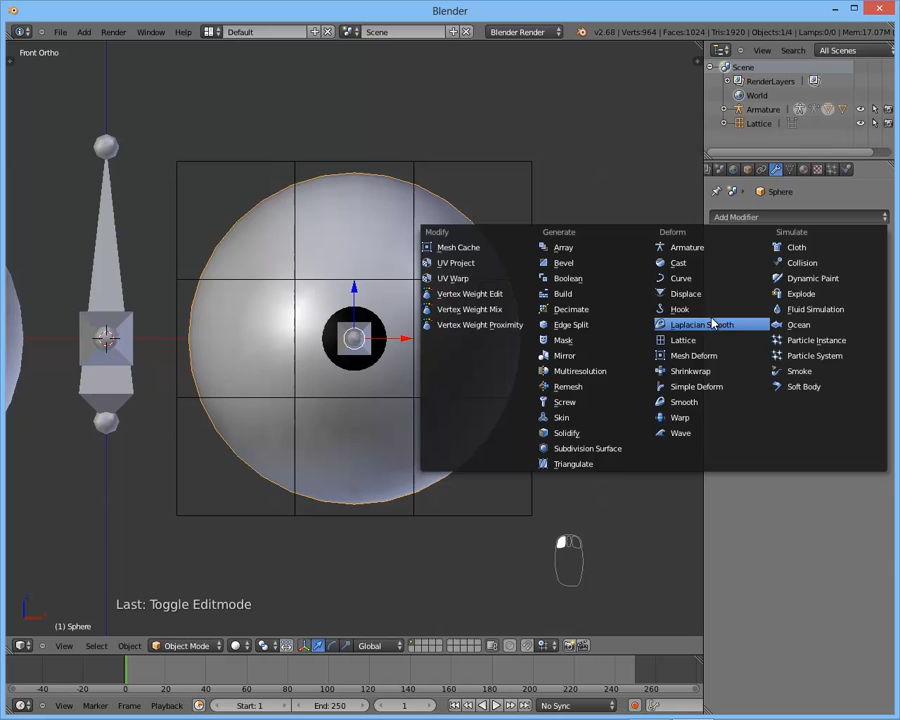 Blender
File Add Render Window Help Default Scene Blender Render v2.68 | Verts:964 | Faces:1024 | Tris:1920 | Objects:1/4 | Lamps:0/0 | Mem:17.07M
View Search All Scenes
Front Ortho
Scene
RenderLayers
World
Armature
Lattice
Sphere
Add Modifier
Modify Generate Deform Simulate
Mesh Cache Array Armature Cloth
UV Project Bevel Cast Collision
UV Warp Boolean Curve Dynamic Paint
Vertex Weight Edit Build Displace Explode
Vertex Weight Mix Decimate Hook Fluid Simulation
Vertex Weight Proximity Edge Split Laplacian Smooth Ocean
Mask Lattice Particle Instance
Mirror Mesh Deform Particle System
Multiresolution Shrinkwrap Smoke
Remesh Simple Deform Soft Body
Screw Smooth
Skin Warp
Solidify Wave
Subdivision Surface
Triangulate
Last: Toggle Editmode
(1) Sphere
View Select Object Object Mode Global
-40 -20 0 20 40 60 80 100 120 140 160 180 200 220 240 260
View Marker Frame Playback Start: 1 End: 250 1 No Sync